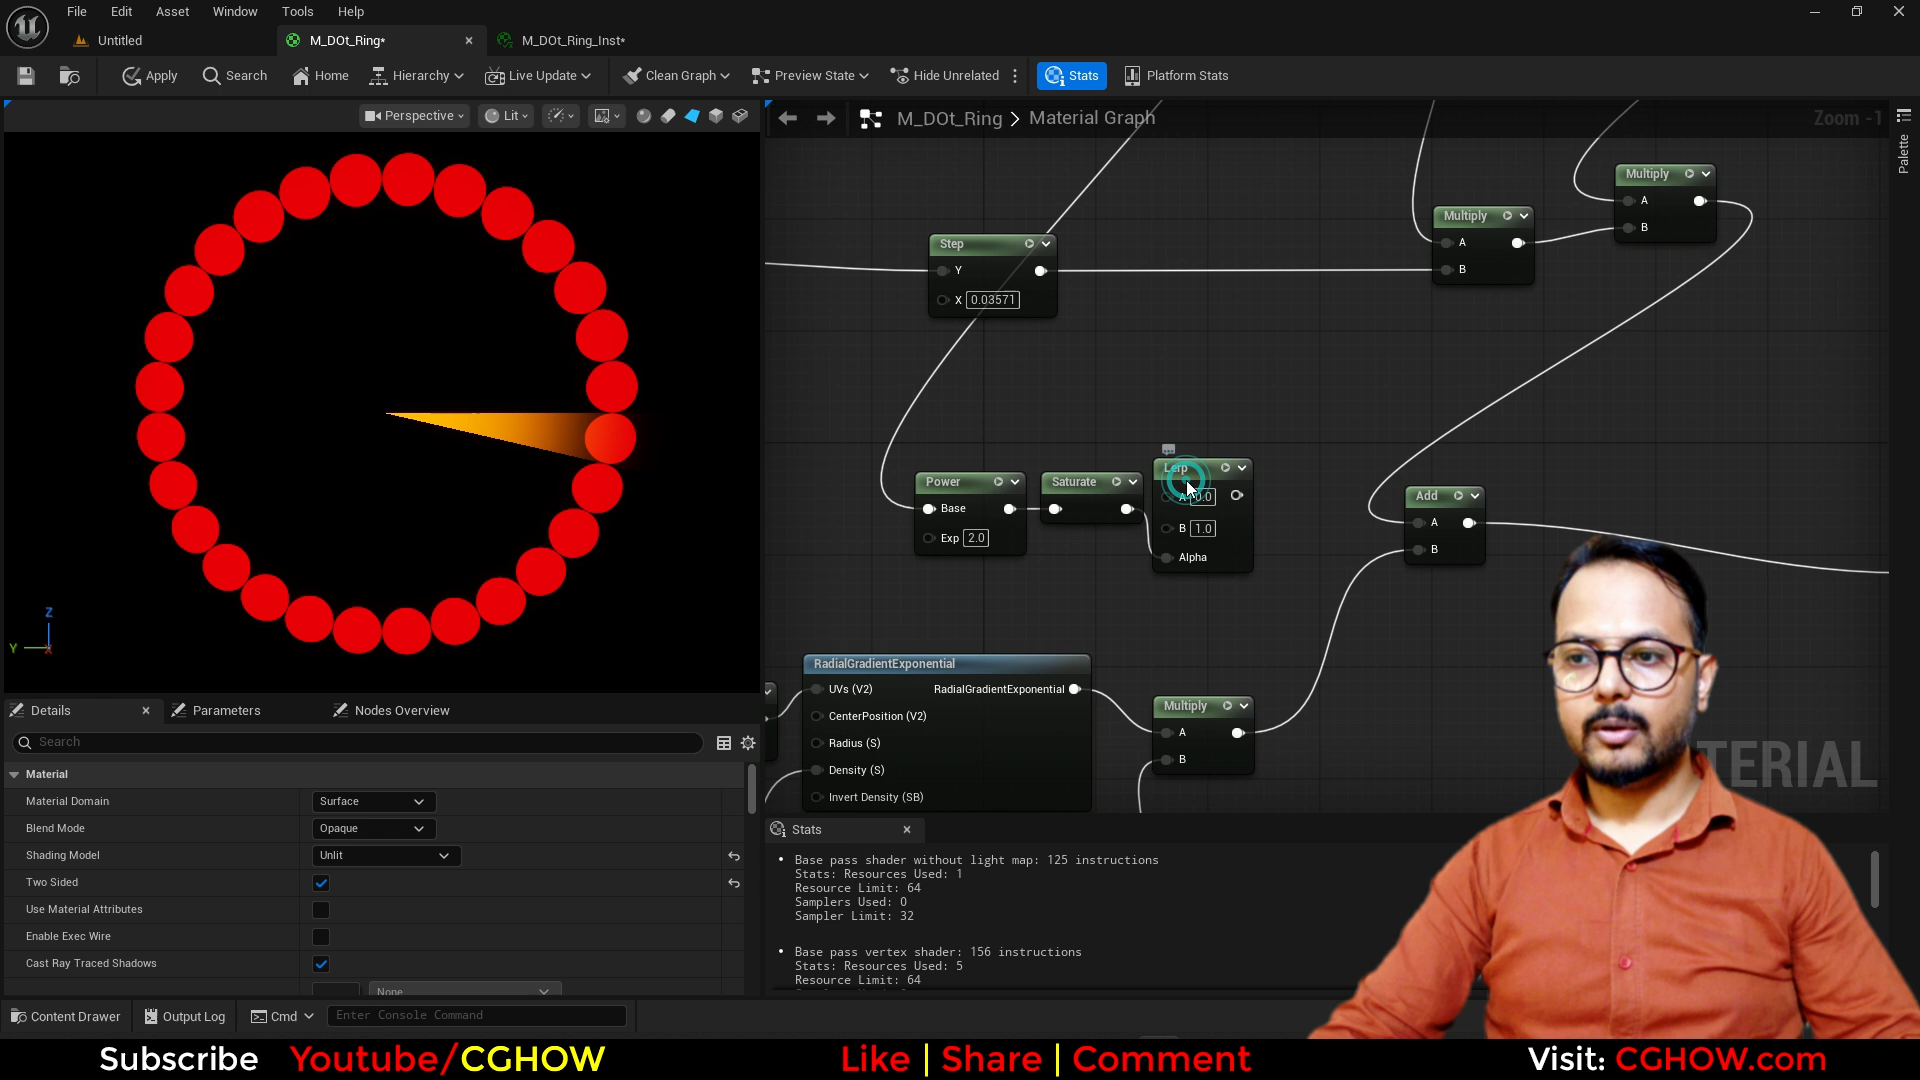 File Edit Asset Window Tools Help
Untitled M_DOt_Ring* M_DOt_Ring_Inst*
Apply Search Home Hierarchy Live Update Clean Graph Preview State Hide Unrelated Stats Platform Stats
Perspective Lit
M_DOt_Ring > Material Graph
Zoom -1
Palette
Multiply
A
B
Multiply
A
B
Step
Y
X 0.03571
Power
Base
Exp 2.0
Saturate
Lerp
A 0.0
B 1.0
Alpha
Add
A
B
RadialGradientExponential
UVs (V2) RadialGradientExponential
CenterPosition (V2)
Radius (S)
Density (S)
Invert Density (SB)
Multiply
A
B
TERIAL
Z
Y
X
Details Parameters Nodes Overview
Search
Material
Material Domain Surface
Blend Mode Opaque
Shading Model Unlit
Two Sided
Use Material Attributes
Enable Exec Wire
Cast Ray Traced Shadows
None
Stats
• Base pass shader without light map: 125 instructions
Stats: Resources Used: 1
Resource Limit: 64
Samplers Used: 0
Sampler Limit: 32
• Base pass vertex shader: 156 instructions
Stats: Resources Used: 5
Resource Limit: 64
Content Drawer Output Log Cmd Enter Console Command
Subscribe Youtube/CGHOW Like | Share | Comment Visit: CGHOW.com